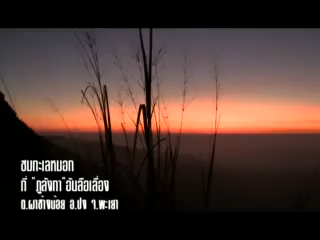 ชมทะเลหมอก
ที่ "ภูลังกา"อันลือเลื่อง
ต.ผาช้างน้อย อ.ปง จ.พะเยา